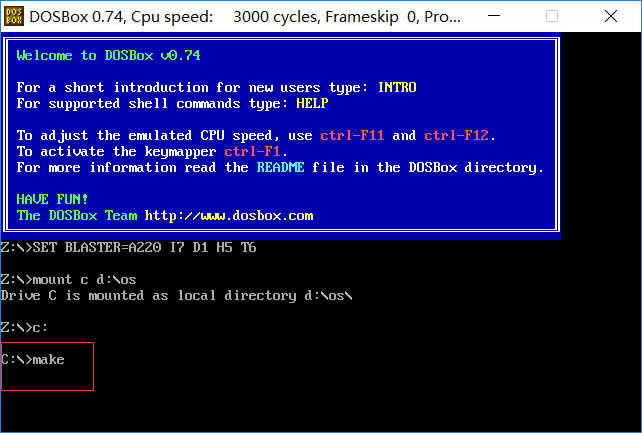 DOSBox 0.74, Cpu speed:     3000 cycles, Frameskip  0, Pro...
Welcome to DOSBox v0.74
For a short introduction for new users type: INTRO
For supported shell commands type: HELP
To adjust the emulated CPU speed, use ctrl-F11 and ctrl-F12.
To activate the keymapper ctrl-F1.
For more information read the README file in the DOSBox directory.
HAVE FUN!
The DOSBox Team http://www.dosbox.com
Z:\>SET BLASTER=A220 I7 D1 H5 T6
Z:\>mount c d:\os
Drive C is mounted as local directory d:\os\
Z:\>c:
C:\>make